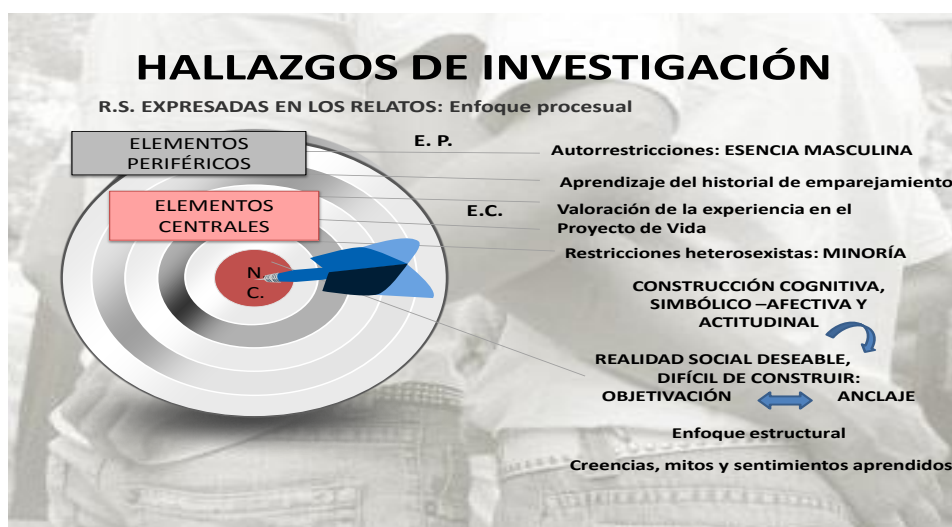 HALLAZGOS DE INVESTIGACIÓN
R.S. EXPRESADAS EN LOS RELATOS: Enfoque procesual
ELEMENTOS
PERIFÉRICOS
E. P.
Autorrestricciones: ESENCIA MASCULINA
Aprendizaje del historial de emparejamiento
ELEMENTOS
CENTRALES
E.C.
Valoración de la experiencia en el
Proyecto de Vida
Restricciones heterosexistas: MINORÍA
N.
C.
CONSTRUCCIÓN COGNITIVA,
SIMBÓLICO –AFECTIVA Y
ACTITUDINAL
REALIDAD SOCIAL DESEABLE,
DIFÍCIL DE CONSTRUIR:
OBJETIVACIÓN ANCLAJE
Enfoque estructural
Creencias, mitos y sentimientos aprendidos